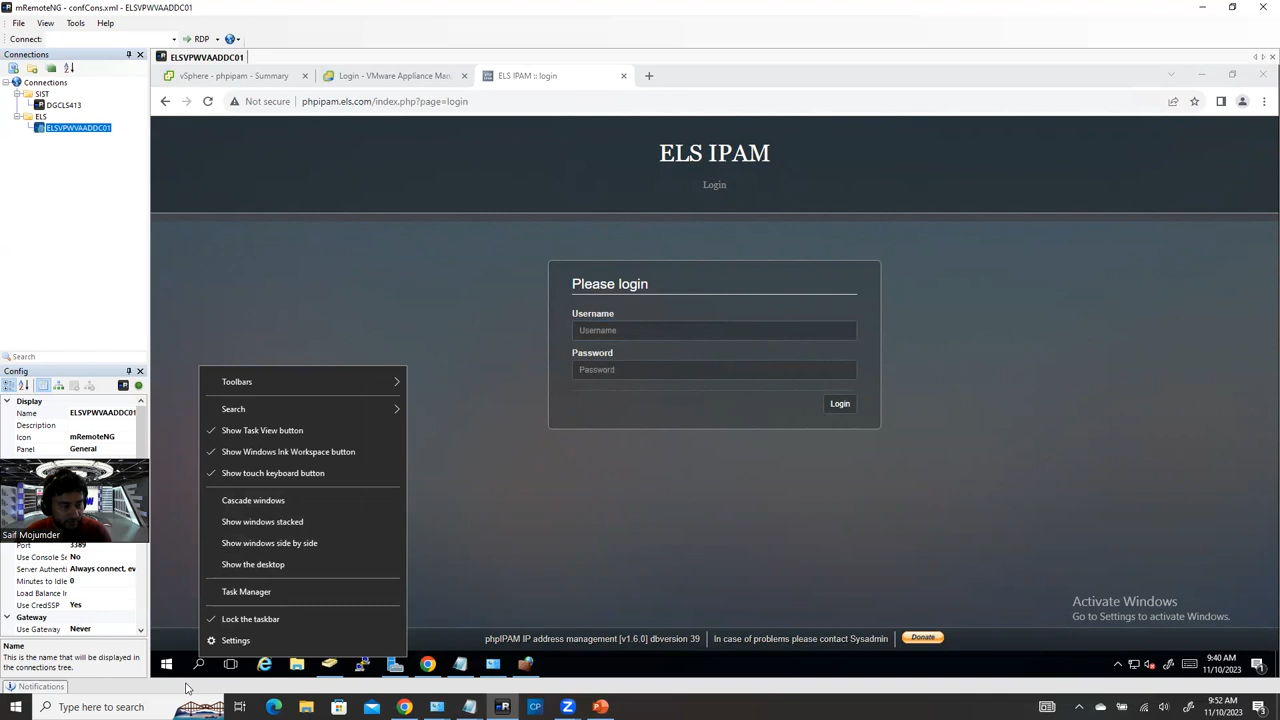 mRemoteNG - confCons.xml - ELSVPWVAADDC01
File View Tools Help
Connect: RDP
Connections
Connections
SIST
DGCLS413
ELS
ELSVPWVAADDC01
Search
Config
Display
Name ELSVPWVAADDC01
Description
Icon mRemoteNG
Panel General
Saif Mojumder
Port 3389
Use Console Se No
Server Authenti Always connect, ev
Minutes to Idle 0
Load Balance Ir
Use CredSSP Yes
Gateway
Use Gateway Never
Name
This is the name that will be displayed in
the connections tree.
Notifications
ELSVPWVAADDC01
vSphere - phpipam - Summary
Login - VMware Appliance Man
ELS IPAM :: login
Not secure phpipam.els.com/index.php?page=login
ELS IPAM
Login
Please login
Username
Username
Password
Password
Login
Toolbars
Search
Show Task View button
Show Windows Ink Workspace button
Show touch keyboard button
Cascade windows
Show windows stacked
Show windows side by side
Show the desktop
Task Manager
Lock the taskbar
Settings
Activate Windows
Go to Settings to activate Windows.
phpIPAM IP address management [v1.6.0] dbversion 39
In case of problems please contact Sysadmin
Donate
9:40 AM
11/10/2023
Type here to search
CP
9:52 AM
11/10/2023